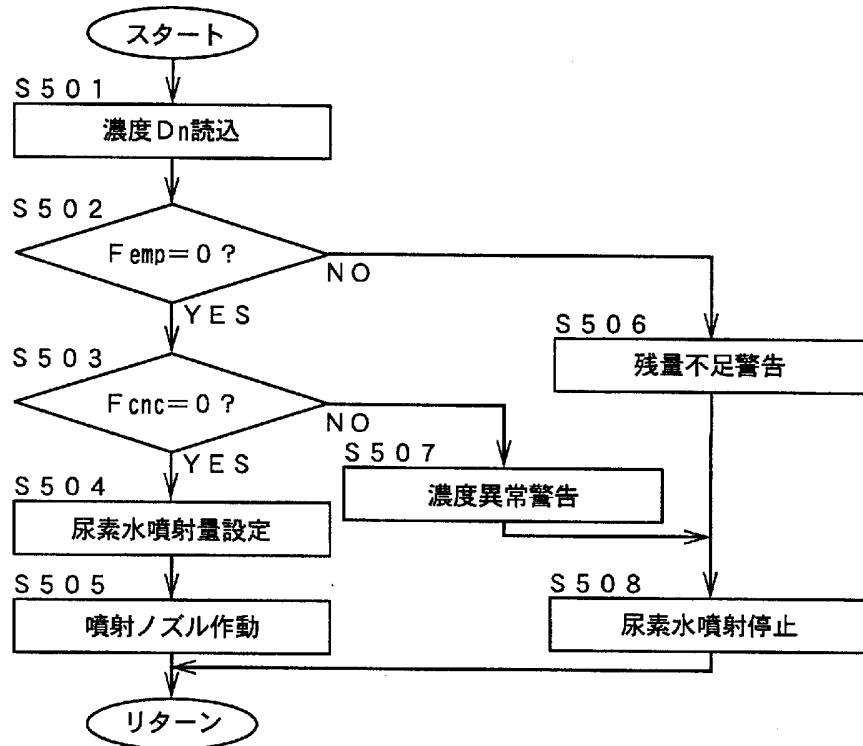 スタート
S501
濃度Dn読込
S502
Femp=0?
NO
YES
S503
Fcnc=0?
NO
YES
S504
尿素水噴射量設定
S505
噴射ノズル作動
S506
残量不足警告
S507
濃度異常警告
S508
尿素水噴射停止
リターン